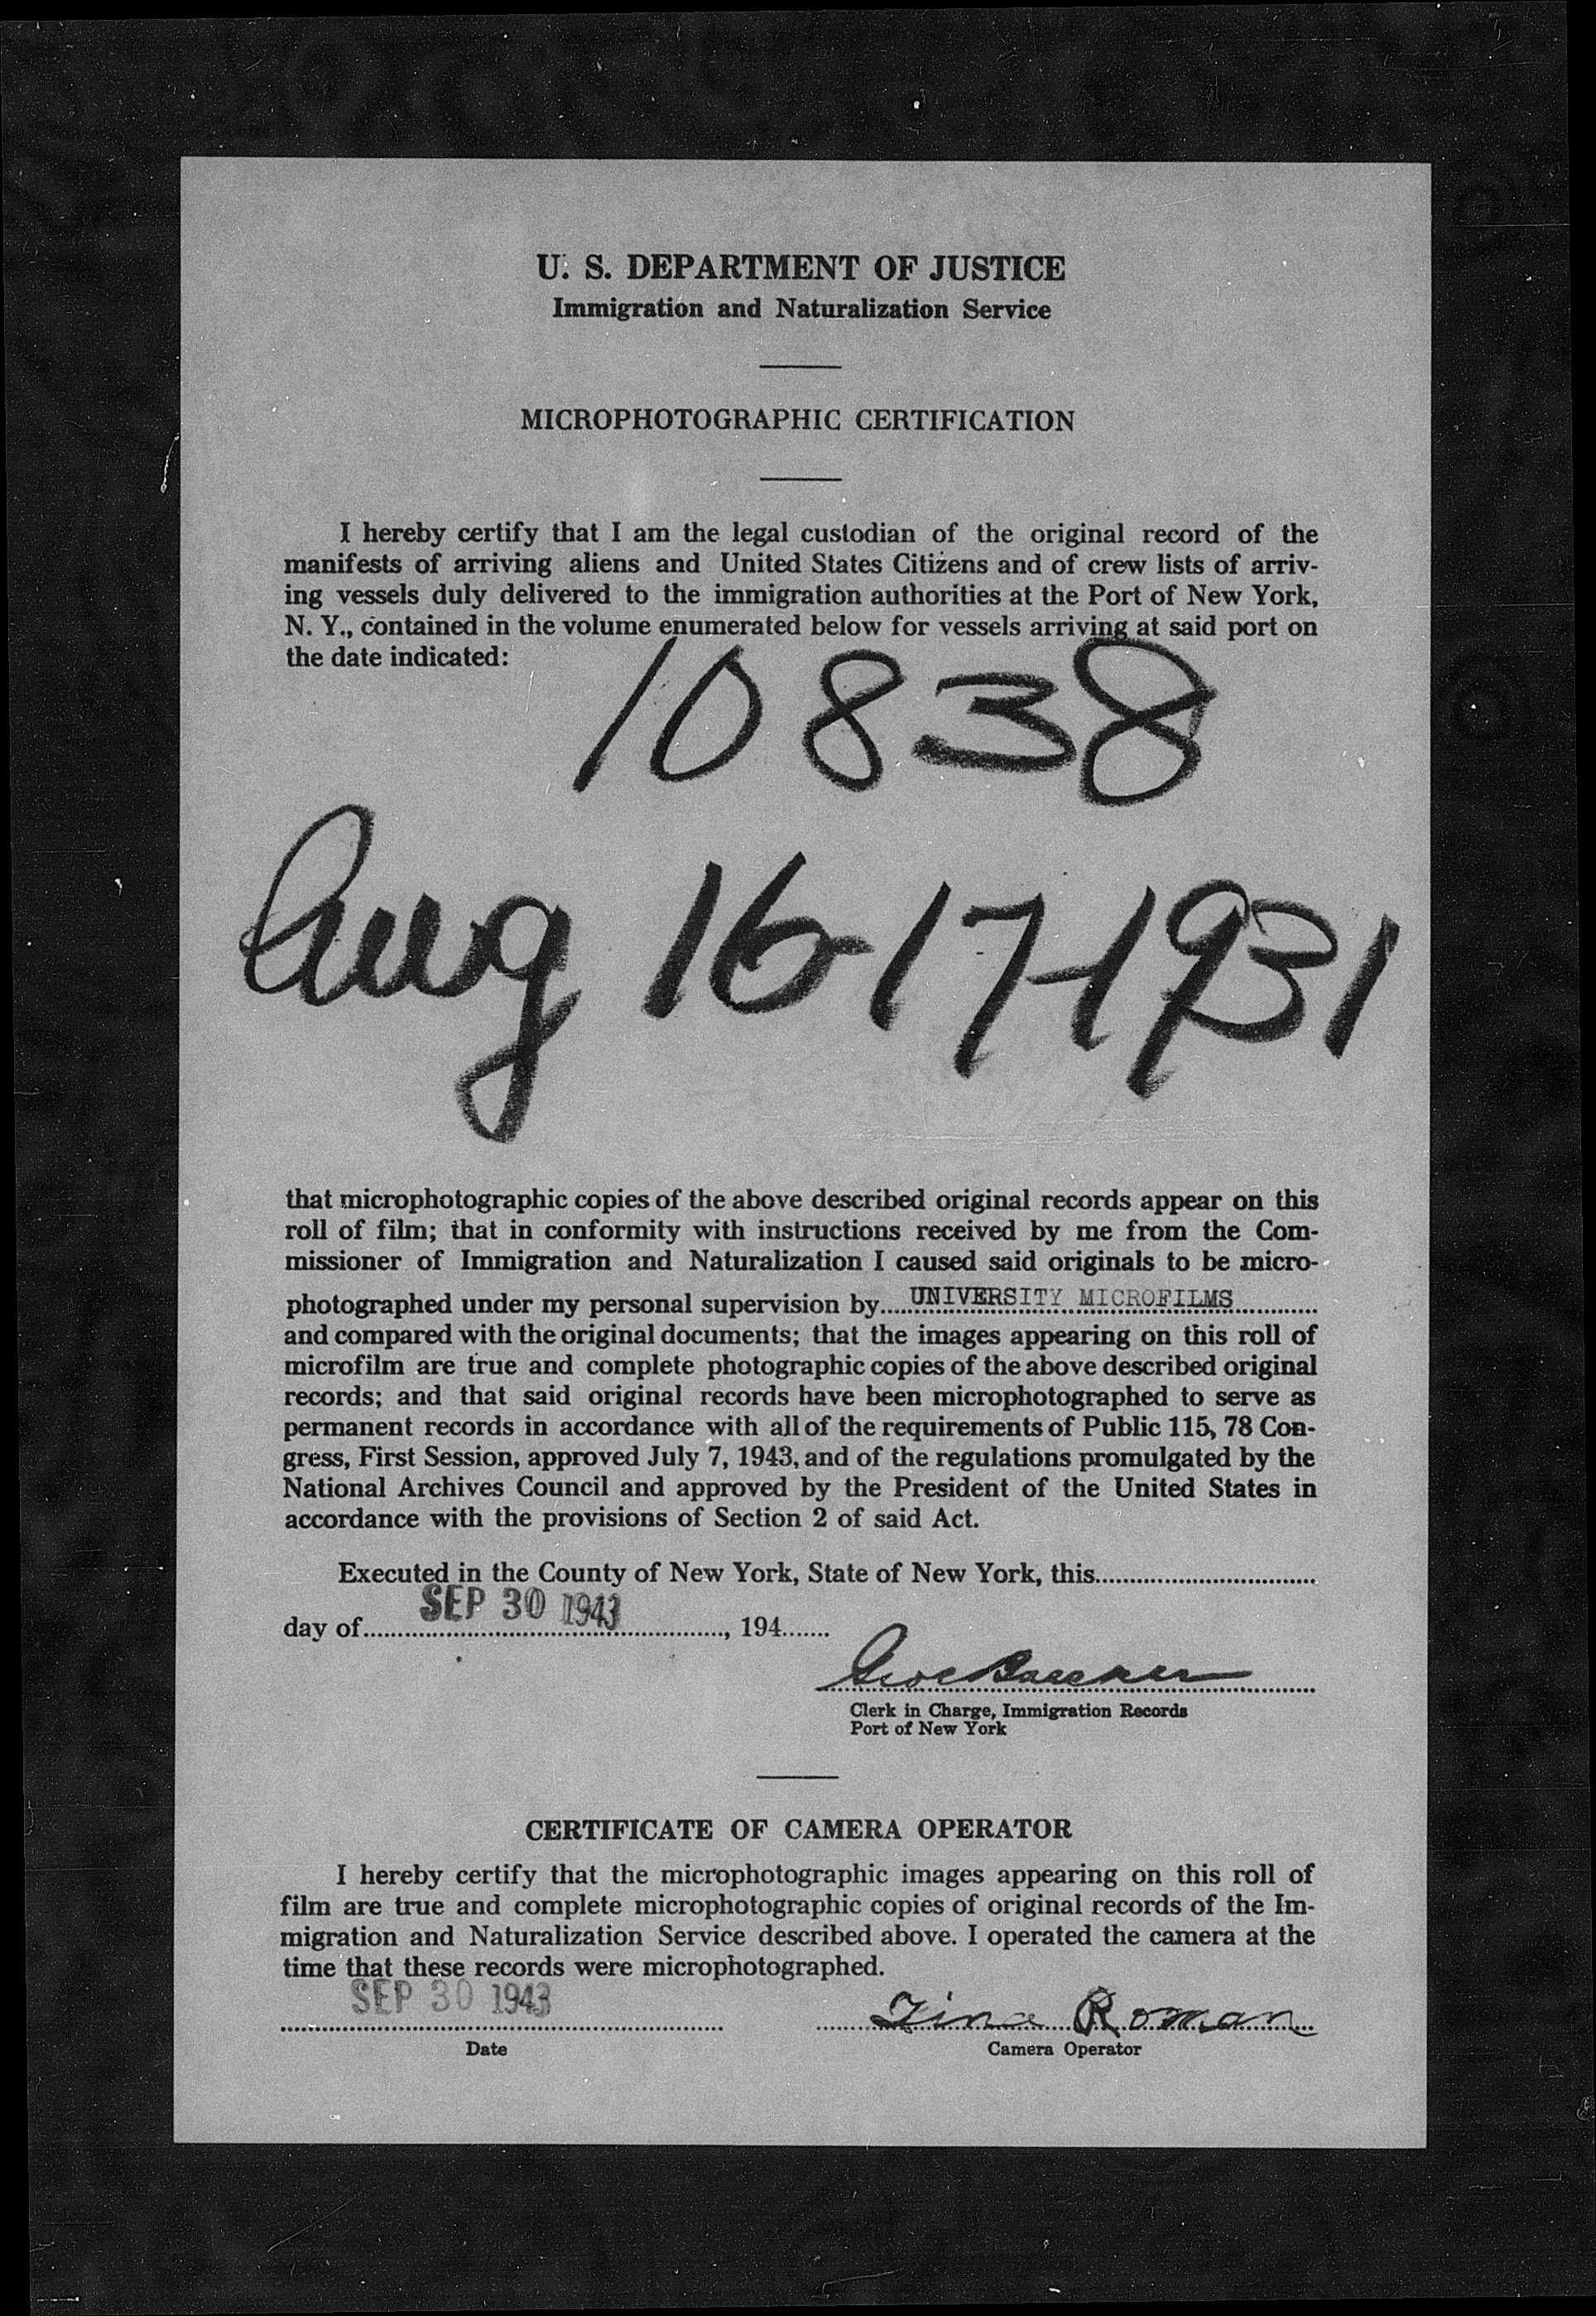 U. S. DEPARTMENT OF JUSTICE
Immigration and Naturalization Service
MICROPHOTOGRAPHIC CERTIFICATION
I hereby certify that I am the legal custodian of the original record of the
manifests of arriving aliens and United States Citizens and of crew lists of arriv-
ing vessels duly delivered to the immigration authorities at the Port of New York,
N. Y., contained in the volume enumerated below for vessels arriving at said port on
the date indicated:
10838
Aug 16-17-1931
that microphotographic copies of the above described original records appear on this
roll of film; that in conformity with instructions received by me from the Com-
missioner of Immigration and Naturalization I caused said originals to be micro-
photographed under my personal supervision by UNIVERSITY MICROFILMS
and compared with the original documents; that the images appearing on this roll of
microfilm are true and complete photographic copies of the above described original
records; and that said original records have been microphotographed to serve as
permanent records in accordance with all of the requirements of Public 115, 78 Con-
gress, First Session, approved July 7, 1943, and of the regulations promulgated by the
National Archives Council and approved by the President of the United States in
accordance with the provisions of Section 2 of said Act.
Executed in the County of New York, State of New York, this
day of SEP 30 1943, 194
Clerk in Charge, Immigration Records
Port of New York
CERTIFICATE OF CAMERA OPERATOR
I hereby certify that the microphotographic images appearing on this roll of
film are true and complete microphotographic copies of original records of the Im-
migration and Naturalization Service described above. I operated the camera at the
time that these records were microphotographed.
SEP 30 1943 Tina Roman
Date Camera Operator